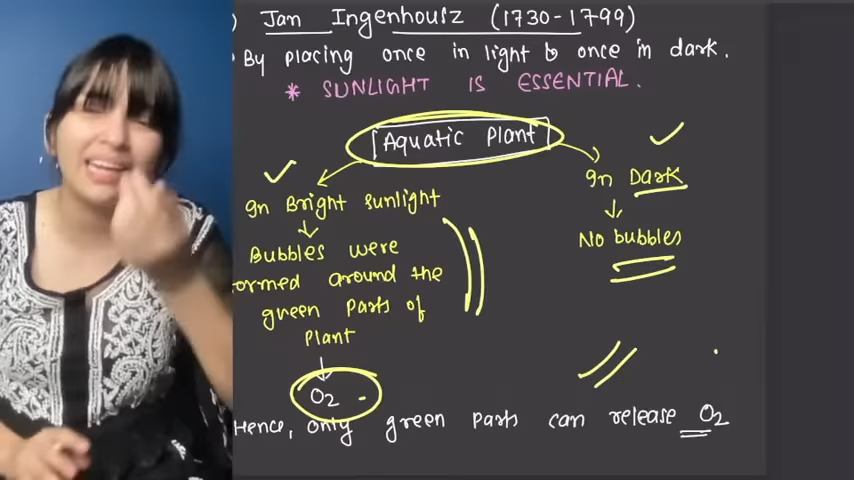 ) Jan Ingenhousz (1730-1799)
• By placing once in light & once in dark.
* SUNLIGHT IS ESSENTIAL.
Aquatic Plant
In Bright sunlight
In Dark
Bubbles were
No bubbles
ormed around the
green parts of
plant
O2
Hence, only green parts can release O2